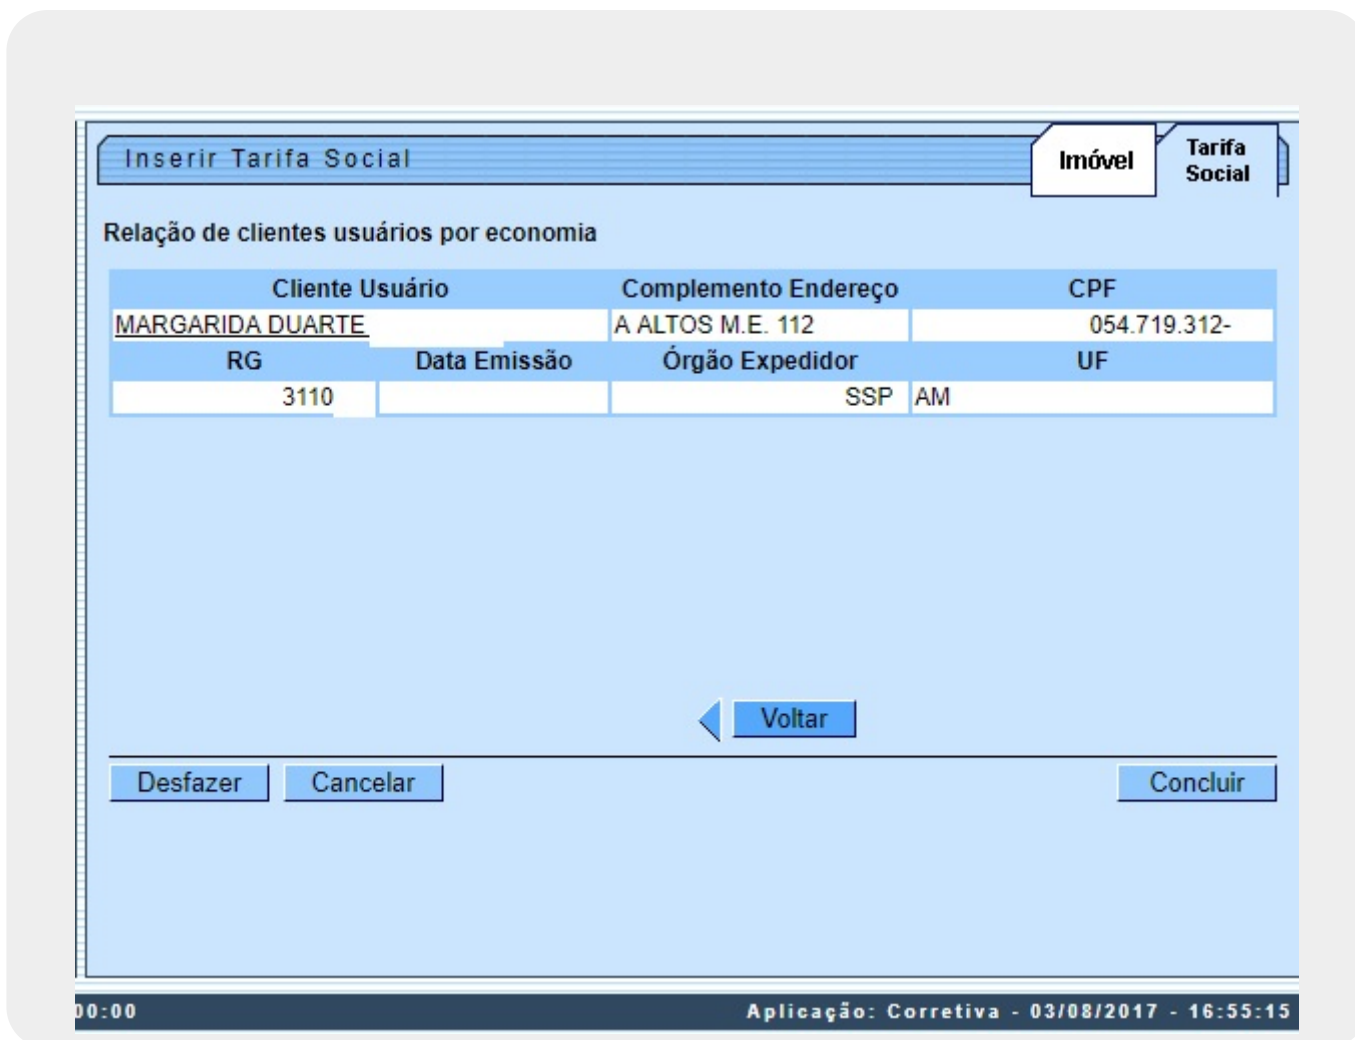 Inserir Tarifa Social
Imóvel
Tarifa
Social
Relação de clientes usuários por economia
Cliente Usuário Complemento Endereço CPF
MARGARIDA DUARTE A ALTOS M.E. 112 054.719.312-
RG Data Emissão Órgão Expedidor UF
3110 SSP AM
Voltar
Desfazer Cancelar Concluir
00:00 Aplicação: Corretiva - 03/08/2017 - 16:55:15